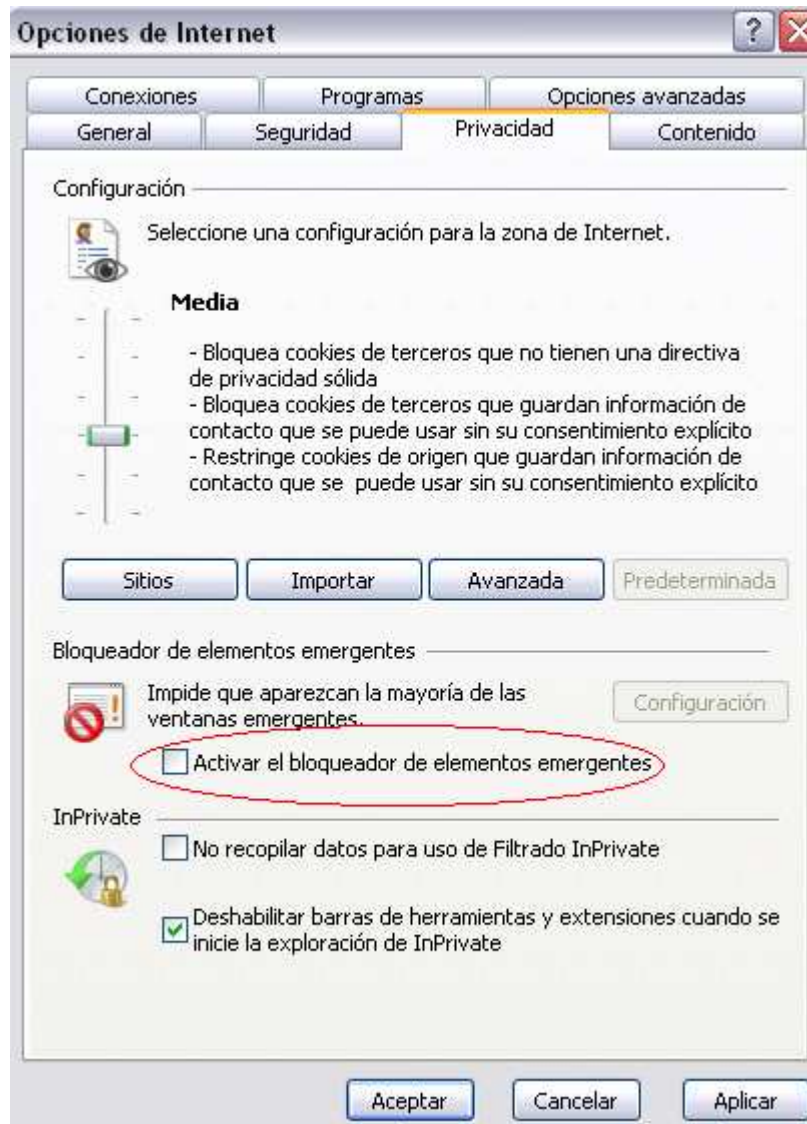 Opciones de Internet
?
Conexiones Programas Opciones avanzadas
General Seguridad Privacidad Contenido
Configuración
Seleccione una configuración para la zona de Internet.
Media
- Bloquea cookies de terceros que no tienen una directiva
de privacidad sólida
- Bloquea cookies de terceros que guardan información de
contacto que se puede usar sin su consentimiento explícito
- Restringe cookies de origen que guardan información de
contacto que se puede usar sin su consentimiento explícito
Sitios Importar Avanzada Predeterminada
Bloqueador de elementos emergentes
Impide que aparezcan la mayoría de las
ventanas emergentes.
Configuración
Activar el bloqueador de elementos emergentes
InPrivate
No recopilar datos para uso de Filtrado InPrivate
Deshabilitar barras de herramientas y extensiones cuando se
inicie la exploración de InPrivate
Aceptar Cancelar Aplicar